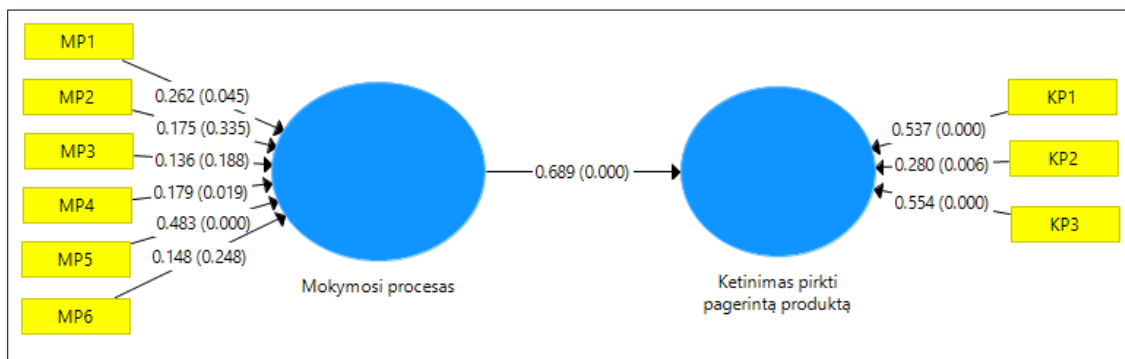 MP1
MP2
MP3
MP4
MP5
MP6
0.262 (0.045)
0.175 (0.335)
0.136 (0.188)
0.179 (0.019)
0.483 (0.000)
0.148 (0.248)
Mokymosi procesas
0.689 (0.000)
Ketinimas pirkti
pagerintą produktą
0.537 (0.000)
0.280 (0.006)
0.554 (0.000)
KP1
KP2
KP3